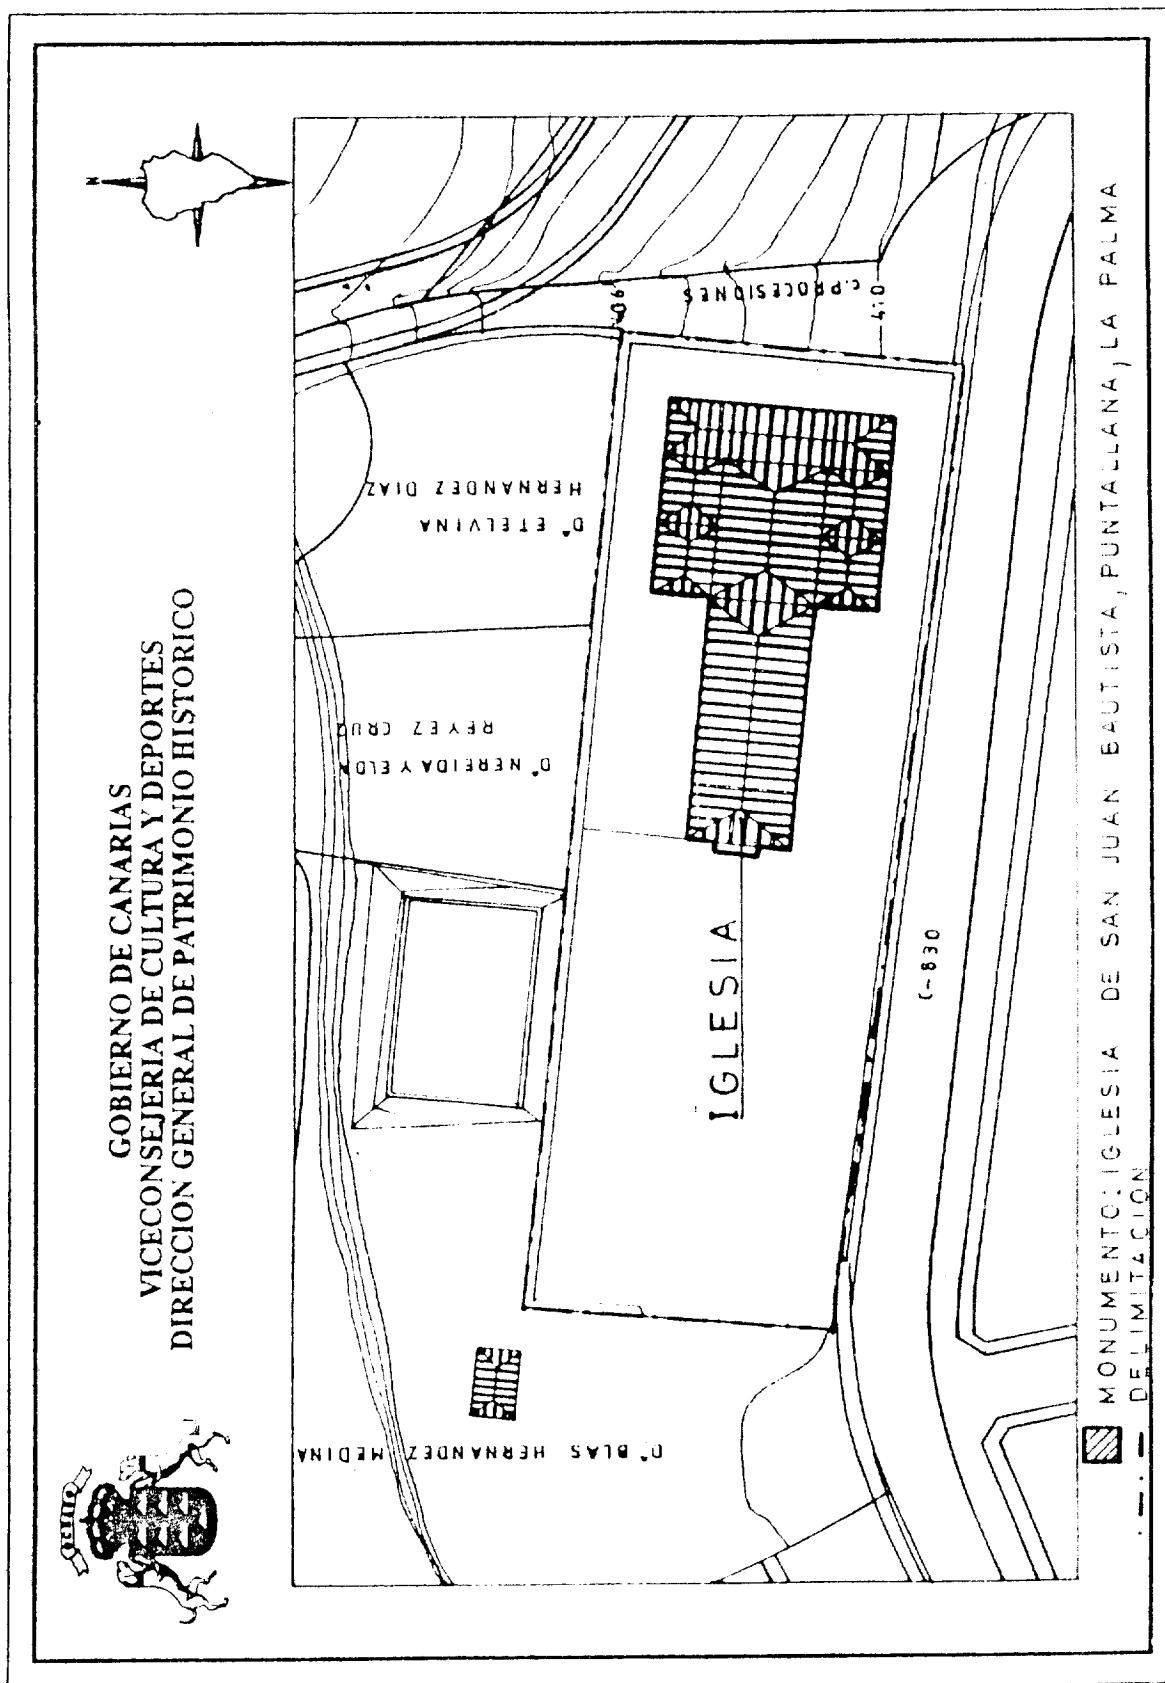 GOBIERNO DE CANARIAS
VICECONSEJERIA DE CULTURA Y DEPORTES
DIRECCION GENERAL DE PATRIMONIO HISTORICO
N
Dª ETELVINA
HERNANDEZ DIAZ
Dª NEREIDA Y ELDA
REYEZ CRUZ
Dª BLAS HERNANDEZ MEDINA
406
C.PROCESIONES
410
IGLESIA
C-830
MONUMENTO: IGLESIA DE SAN JUAN BAUTISTA, PUNTALLANA, LA PALMA
DELIMITACION